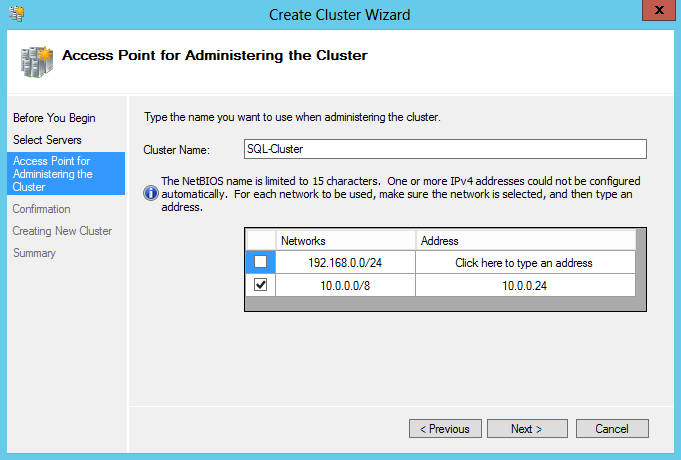 Create Cluster Wizard
x
Access Point for Administering the Cluster
Before You Begin
Select Servers
Access Point for
Administering the
Cluster
Confirmation
Creating New Cluster
Summary
Type the name you want to use when administering the cluster.
Cluster Name: SQL-Cluster
The NetBIOS name is limited to 15 characters. One or more IPv4 addresses could not be configured
automatically. For each network to be used, make sure the network is selected, and then type an
address.
Networks Address
192.168.0.0/24 Click here to type an address
10.0.0.0/8 10.0.0.24
< Previous Next > Cancel